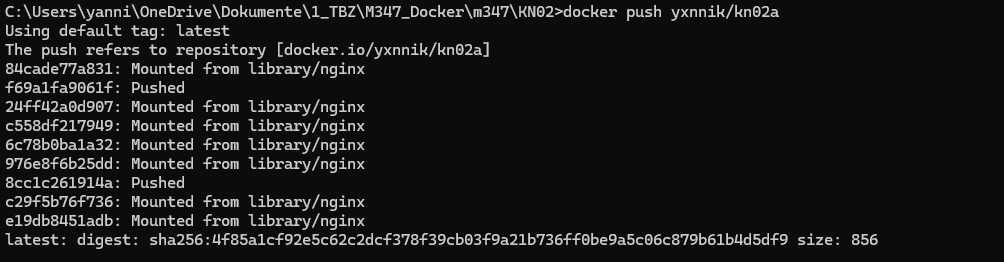 C:\Users\yanni\OneDrive\Dokumente\1_TBZ\M347_Docker\m347\KN02>docker push yxnnik/kn02a
Using default tag: latest
The push refers to repository [docker.io/yxnnik/kn02a]
84cade77a831: Mounted from library/nginx
f69a1fa9061f: Pushed
24ff42a0d907: Mounted from library/nginx
c558df217949: Mounted from library/nginx
6c78b0ba1a32: Mounted from library/nginx
976e8f6b25dd: Mounted from library/nginx
8cc1c261914a: Pushed
c29f5b76f736: Mounted from library/nginx
e19db8451adb: Mounted from library/nginx
latest: digest: sha256:4f85a1cf92e5c62c2dcf378f39cb03f9a21b736ff0be9a5c06c879b61b4d5df9 size: 856